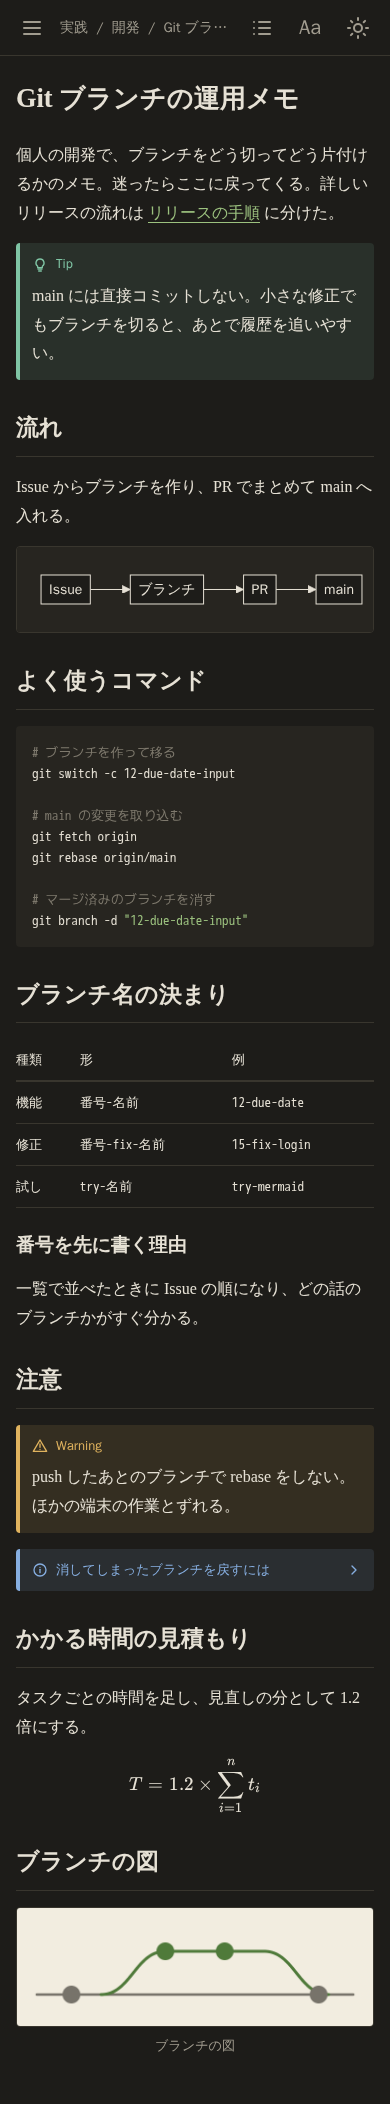 実践 / 開発 / Git ブラ…
Aa
Git ブランチの運用メモ
個人の開発で、ブランチをどう切ってどう片付け
るかのメモ。迷ったらここに戻ってくる。詳しい
リリースの流れは リリースの手順 に分けた。
Tip
main には直接コミットしない。小さな修正で
もブランチを切ると、あとで履歴を追いやす
い。
流れ
Issue からブランチを作り、PR でまとめて main へ
入れる。
Issue ブランチ PR main
よく使うコマンド
# ブランチを作って移る
git switch -c 12-due-date-input
# main の変更を取り込む
git fetch origin
git rebase origin/main
# マージ済みのブランチを消す
git branch -d "12-due-date-input"
ブランチ名の決まり
種類 形 例
機能 番号-名前 12-due-date
修正 番号-fix-名前 15-fix-login
試し try-名前 try-mermaid
番号を先に書く理由
一覧で並べたときに Issue の順になり、どの話の
ブランチかがすぐ分かる。
注意
Warning
push したあとのブランチで rebase をしない。
ほかの端末の作業とずれる。
消してしまったブランチを戻すには
かかる時間の見積もり
タスクごとの時間を足し、見直しの分として 1.2
倍にする。
T = 1.2 × ∑_{i=1}^{n} t_i
ブランチの図
ブランチの図